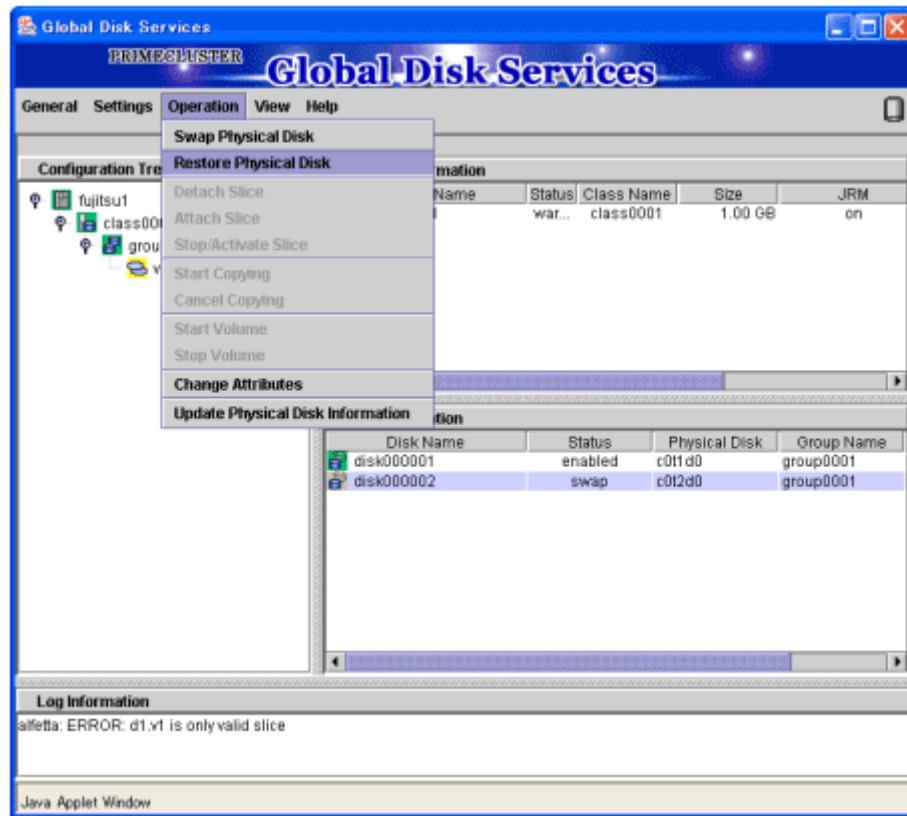 Global Disk Services
PRIMECLUSTER
Global Disk Services
General Settings Operation View Help
Swap Physical Disk
Restore Physical Disk
Detach Slice
Attach Slice
Stop/Activate Slice
Start Copying
Cancel Copying
Start Volume
Stop Volume
Change Attributes
Update Physical Disk Information
Configuration Tre
fujitsu1
class00
grou
v
mation
Name Status Class Name Size JRM
war... class0001 1.00 GB on
tion
Disk Name Status Physical Disk Group Name
disk000001 enabled c0t1d0 group0001
disk000002 swap c0t2d0 group0001
Log Information
alfetta: ERROR: d1.v1 is only valid slice
Java Applet Window